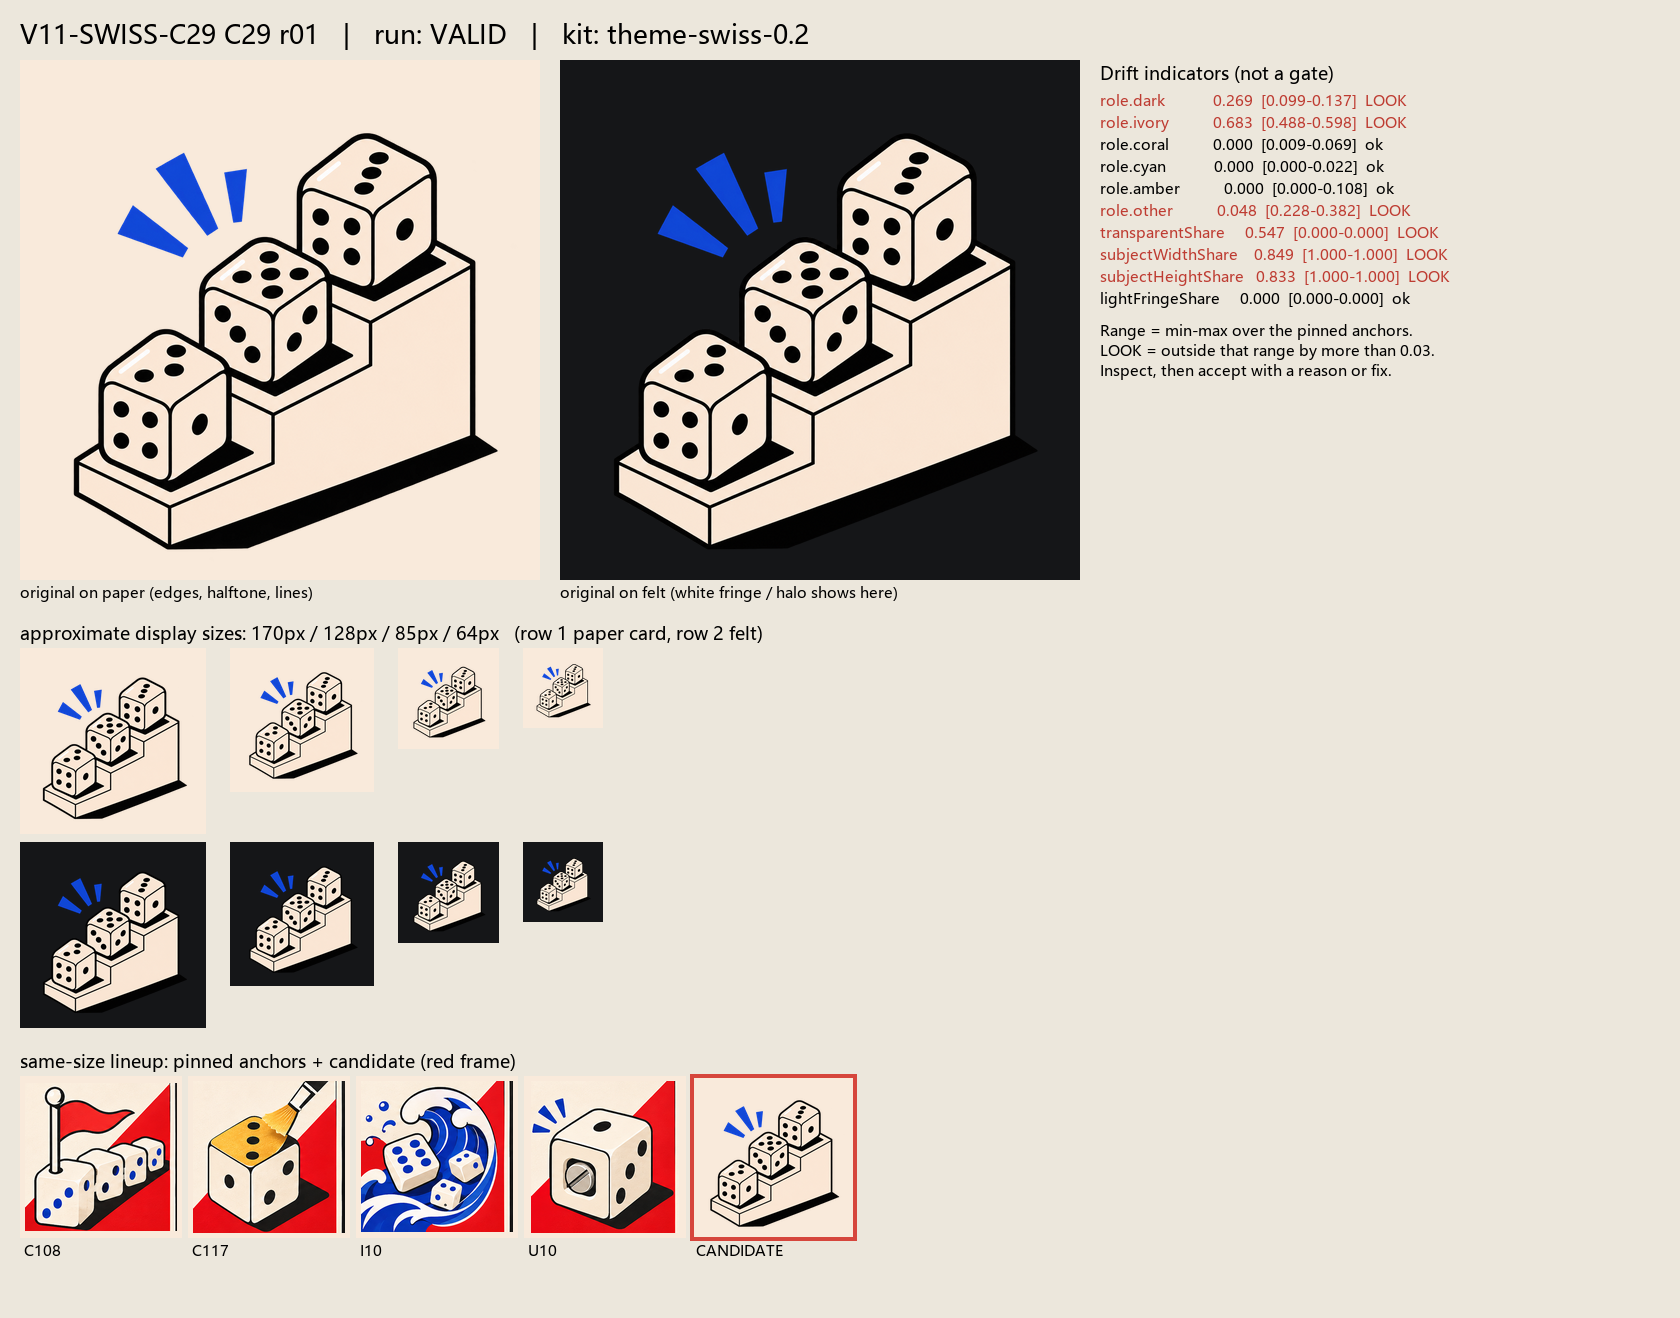 V11-SWISS-C29 C29 r01 | run: VALID | kit: theme-swiss-0.2
Drift indicators (not a gate)
role.dark 0.269 [0.099-0.137] LOOK
role.ivory 0.683 [0.488-0.598] LOOK
role.coral 0.000 [0.009-0.069] ok
role.cyan 0.000 [0.000-0.022] ok
role.amber 0.000 [0.000-0.108] ok
role.other 0.048 [0.228-0.382] LOOK
transparentShare 0.547 [0.000-0.000] LOOK
subjectWidthShare 0.849 [1.000-1.000] LOOK
subjectHeightShare 0.833 [1.000-1.000] LOOK
lightFringeShare 0.000 [0.000-0.000] ok
Range = min-max over the pinned anchors.
LOOK = outside that range by more than 0.03.
Inspect, then accept with a reason or fix.
original on paper (edges, halftone, lines)
original on felt (white fringe / halo shows here)
approximate display sizes: 170px / 128px / 85px / 64px (row 1 paper card, row 2 felt)
same-size lineup: pinned anchors + candidate (red frame)
C108
C117
I10
U10
CANDIDATE